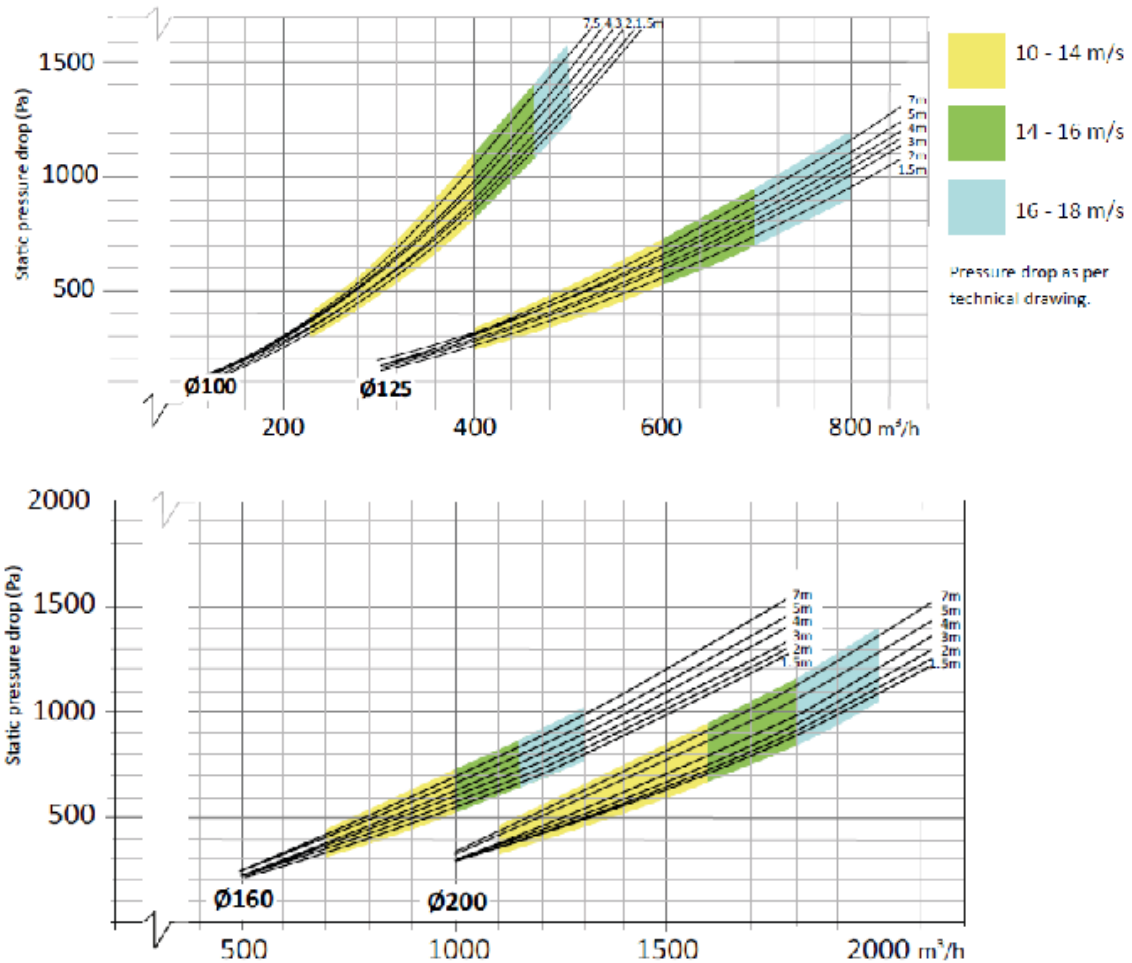 7.5 4 3 2 1.5m
1500
1000
500
Static pressure drop (Pa)
7m
5m
4m
3m
2m
1.5m
Ø100
Ø125
200
400
600
800 m³/h
10 - 14 m/s
14 - 16 m/s
16 - 18 m/s
Pressure drop as per
technical drawing.
2000
1500
1000
500
Static pressure drop (Pa)
7m
5m
4m
3m
2m
1.5m
7m
5m
4m
3m
2m
1.5m
Ø160
Ø200
500
1000
1500
2000 m³/h